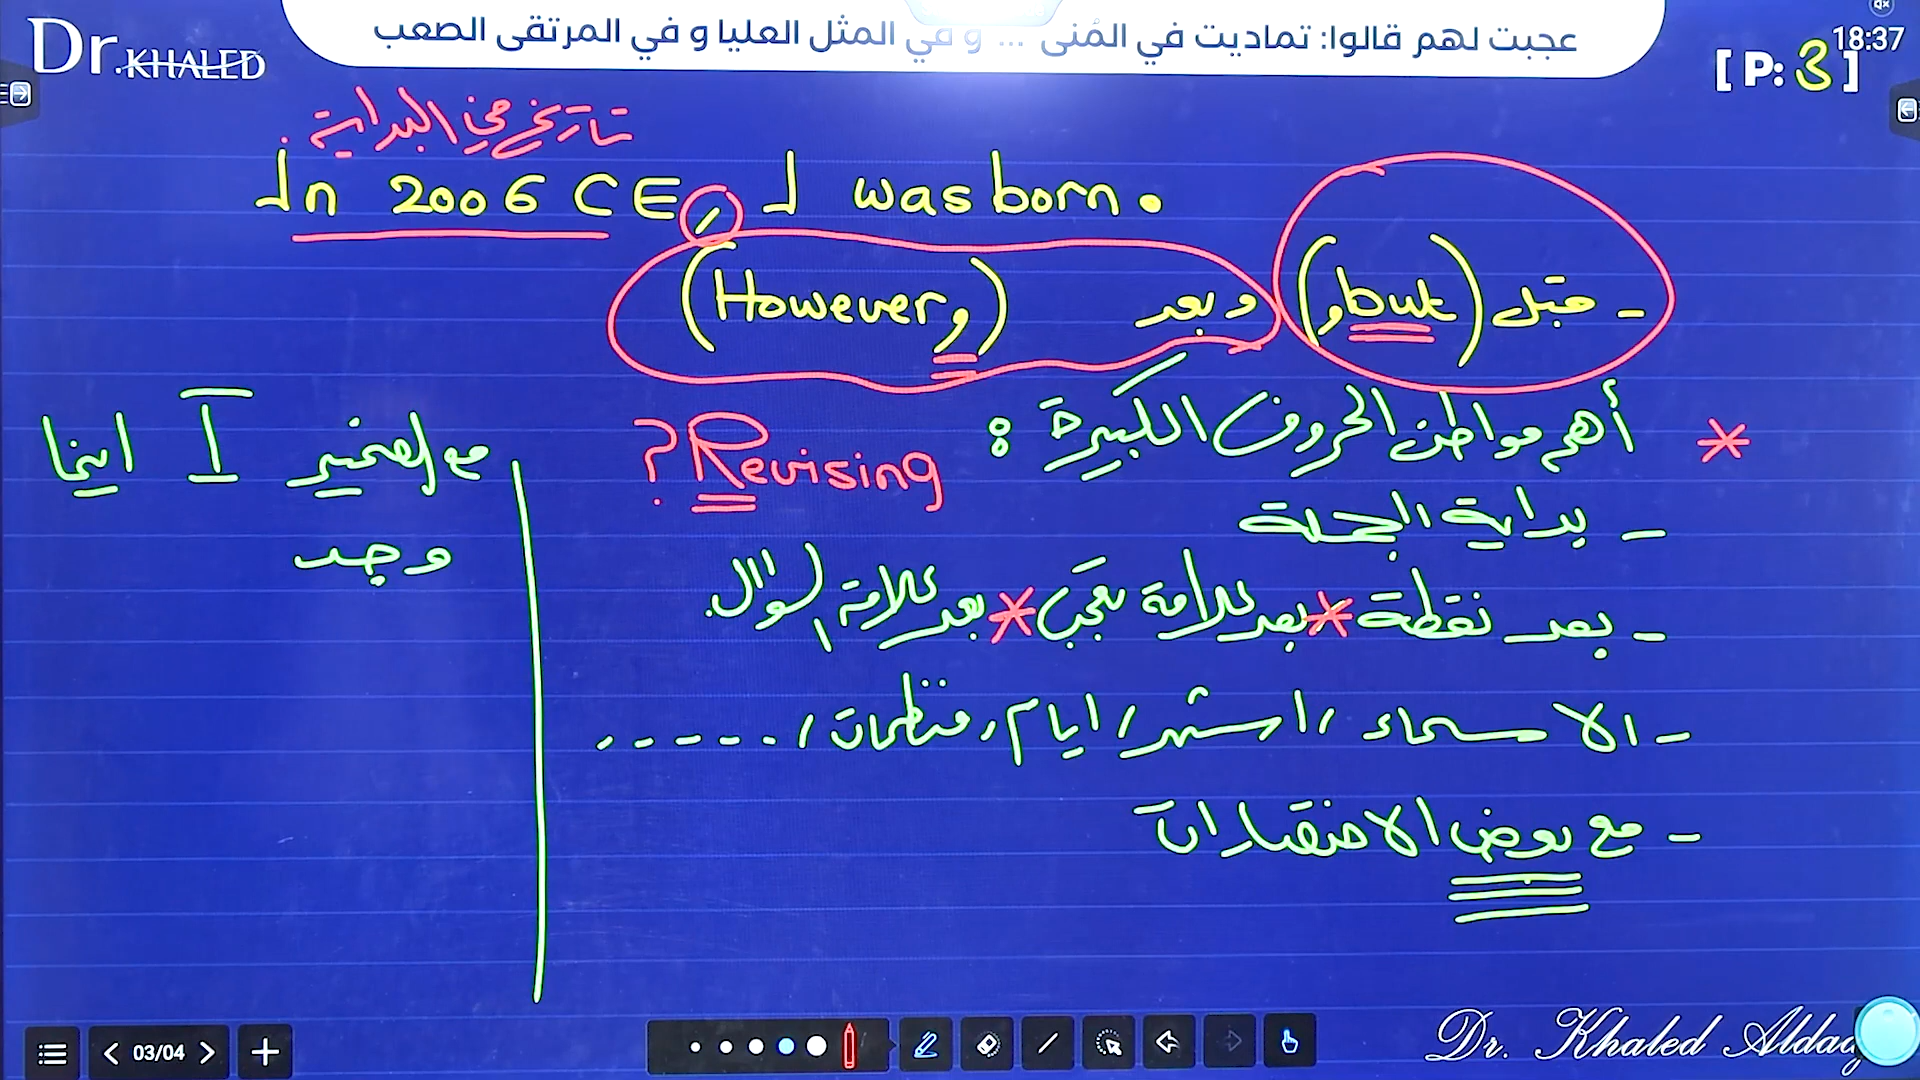 عجبت لهم قالوا: تماديت في المُنى ... و في المثل العليا و في المرتقى الصعب
Dr. KHALED
18:37
[ P: 3 ]
تاريخ في البداية.
In 2006 CE, I was born.
- قبل (, but) وبعد (However,)
* أهم مواطن الحروف الكبيرة :
Revising ?
- بداية الجملة
- بعد نقطة * بعد علامة تعجب * بعد علامة السؤال.
- الاسماء / اشهر / ايام / منظمات / -----
- مع بعض الاختصارات
مع الضمير I اينما
وجد
03/04
Dr. Khaled